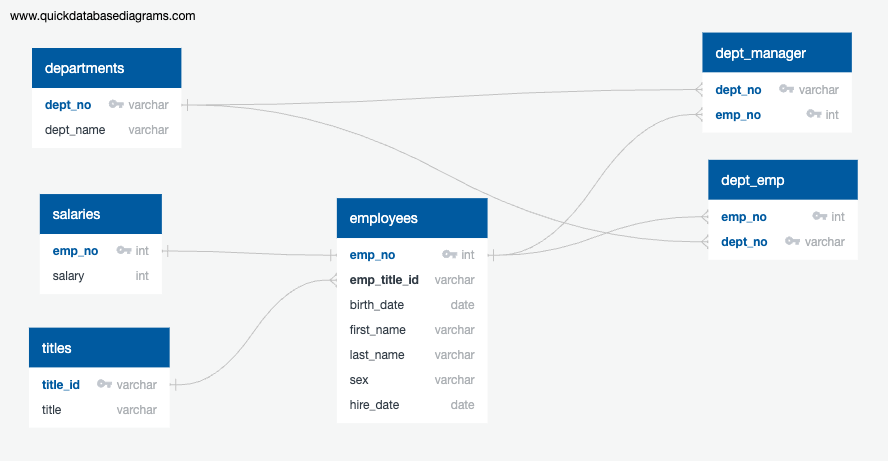 www.quickdatabasediagrams.com
departments
dept_no varchar
dept_name varchar
salaries
emp_no int
salary int
titles
title_id varchar
title varchar
employees
emp_no int
emp_title_id varchar
birth_date date
first_name varchar
last_name varchar
sex varchar
hire_date date
dept_manager
dept_no varchar
emp_no int
dept_emp
emp_no int
dept_no varchar